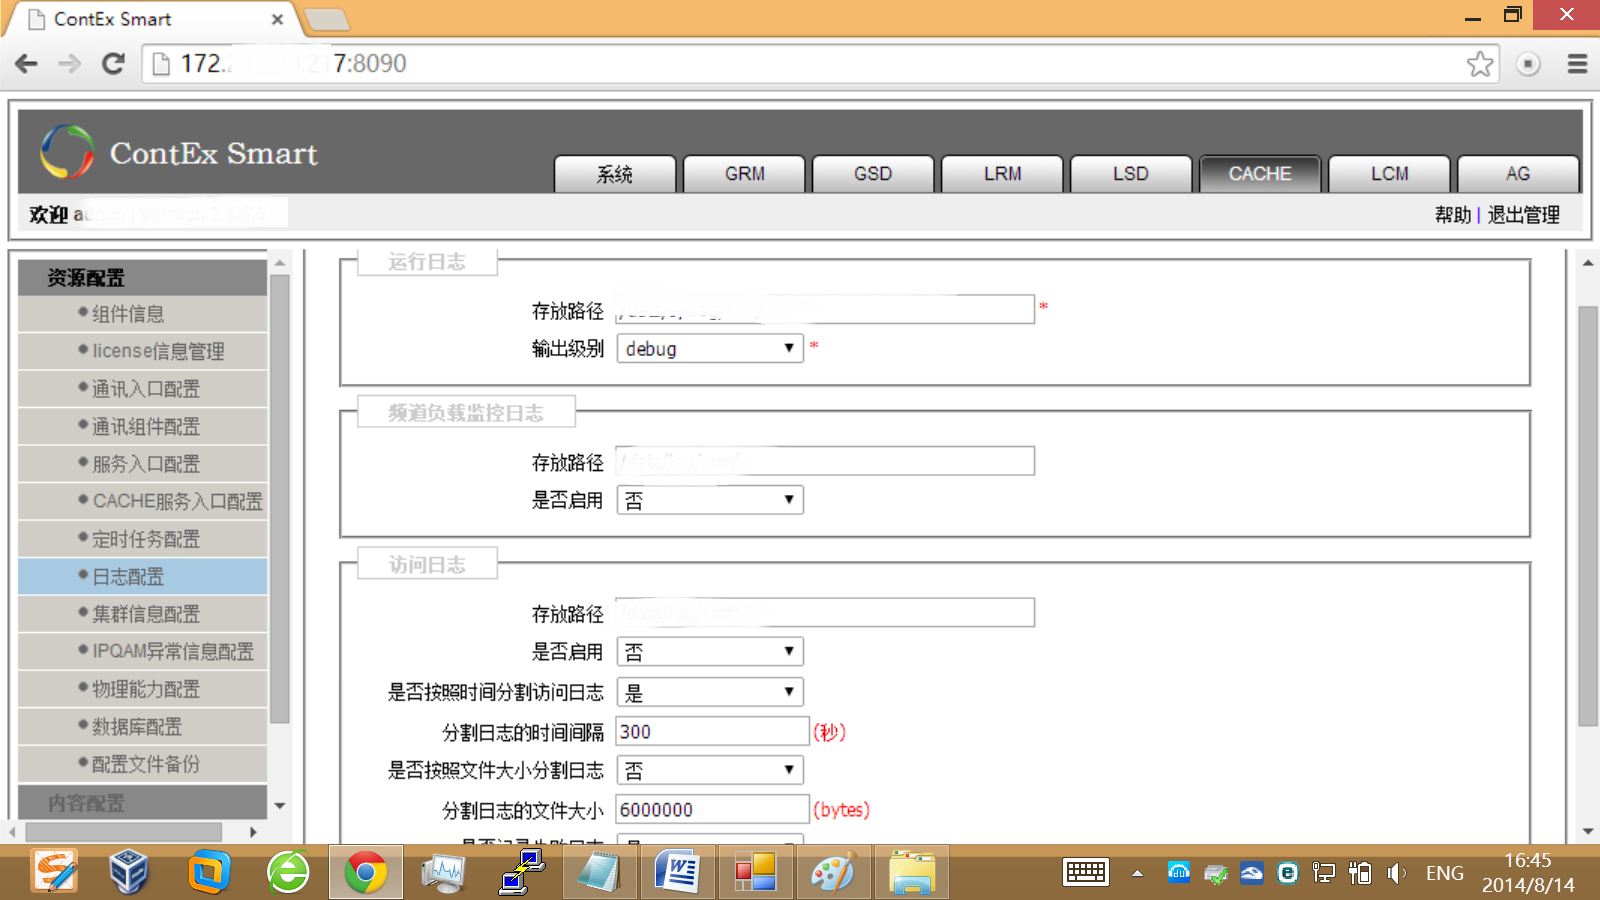 ContEx Smart
:8090
ContEx Smart
系统 GRM GSD LRM LSD CACHE LCM AG
欢迎
帮助 | 退出管理
资源配置
组件信息
license信息管理
通讯入口配置
通讯组件配置
服务入口配置
CACHE服务入口配置
定时任务配置
日志配置
集群信息配置
IPQAM异常信息配置
物理能力配置
数据库配置
配置文件备份
内容配置
运行日志
存放路径 *
输出级别 debug *
频道负载监控日志
存放路径
是否启用 否
访问日志
存放路径
是否启用 否
是否按照时间分割访问日志 是
分割日志的时间间隔 300 (秒)
是否按照文件大小分割日志 否
分割日志的文件大小 6000000 (bytes)
ENG
16:45
2014/8/14